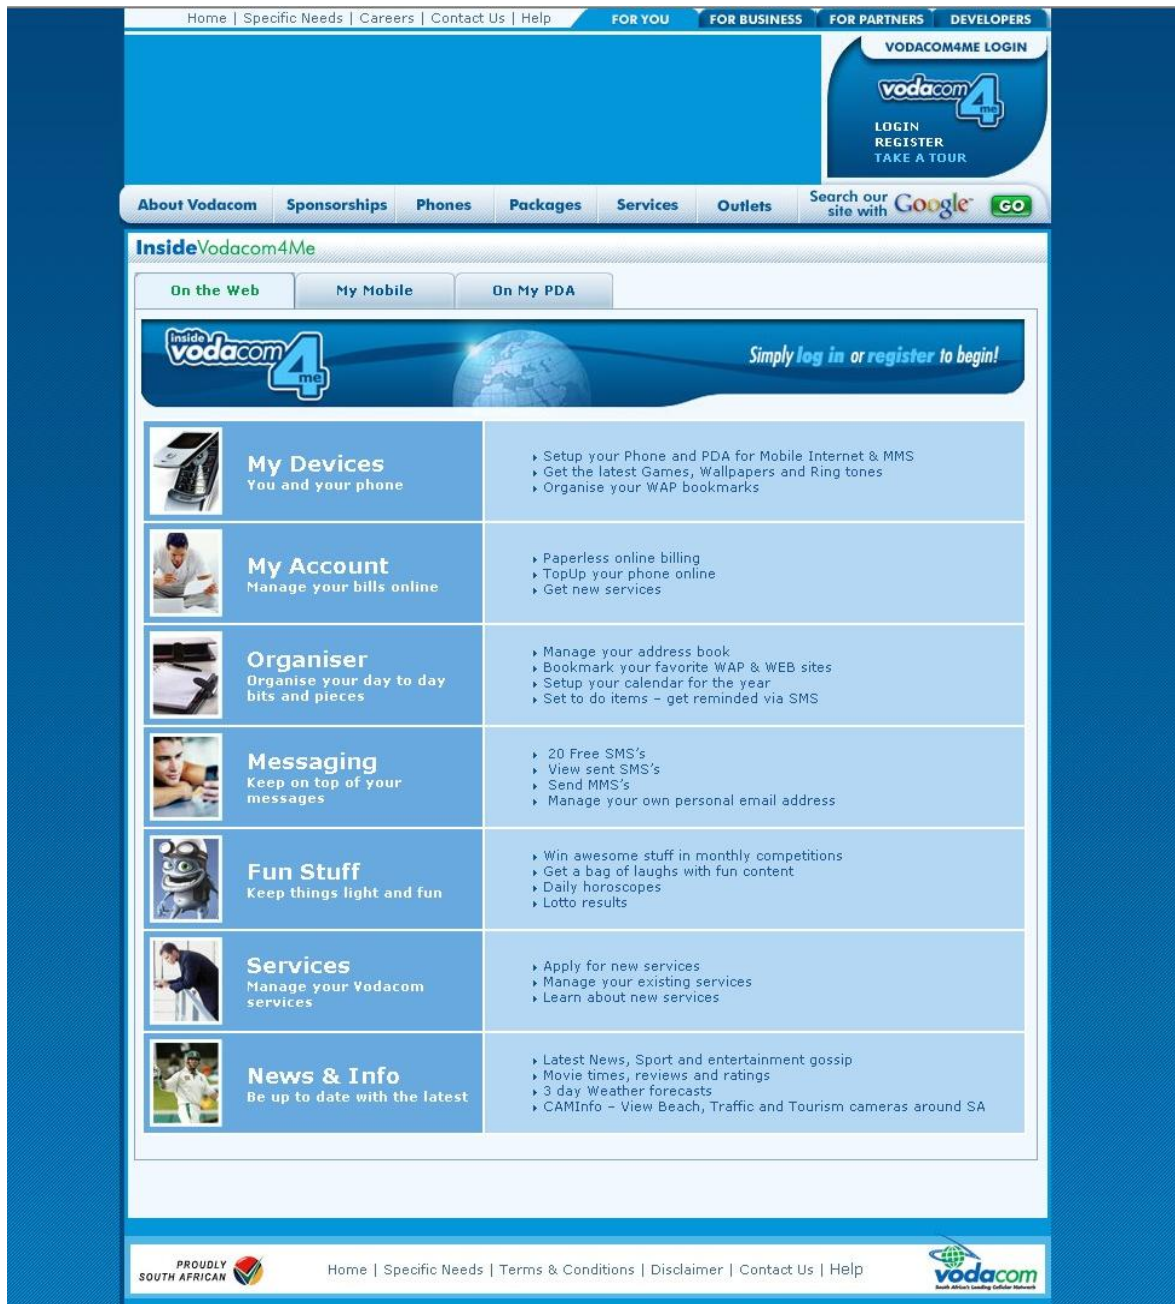 Home | Specific Needs | Careers | Contact Us | Help
FOR YOU
FOR BUSINESS
FOR PARTNERS
DEVELOPERS
VODACOM4ME LOGIN
vodacom4me
LOGIN
REGISTER
TAKE A TOUR
About Vodacom
Sponsorships
Phones
Packages
Services
Outlets
Search our
site with Google
GO
InsideVodacom4Me
On the Web
My Mobile
On My PDA
inside
vodacom4me
Simply log in or register to begin!
My Devices
You and your phone
Setup your Phone and PDA for Mobile Internet & MMS
Get the latest Games, Wallpapers and Ring tones
Organise your WAP bookmarks
My Account
Manage your bills online
Paperless online billing
TopUp your phone online
Get new services
Organiser
Organise your day to day
bits and pieces
Manage your address book
Bookmark your favorite WAP & WEB sites
Setup your calendar for the year
Set to do items – get reminded via SMS
Messaging
Keep on top of your
messages
20 Free SMS's
View sent SMS's
Send MMS's
Manage your own personal email address
Fun Stuff
Keep things light and fun
Win awesome stuff in monthly competitions
Get a bag of laughs with fun content
Daily horoscopes
Lotto results
Services
Manage your Vodacom
services
Apply for new services
Manage your existing services
Learn about new services
News & Info
Be up to date with the latest
Latest News, Sport and entertainment gossip
Movie times, reviews and ratings
3 day Weather forecasts
CAMInfo – View Beach, Traffic and Tourism cameras around SA
PROUDLY
SOUTH AFRICAN
Home | Specific Needs | Terms & Conditions | Disclaimer | Contact Us | Help
vodacom
South Africa's Leading Cellular Network